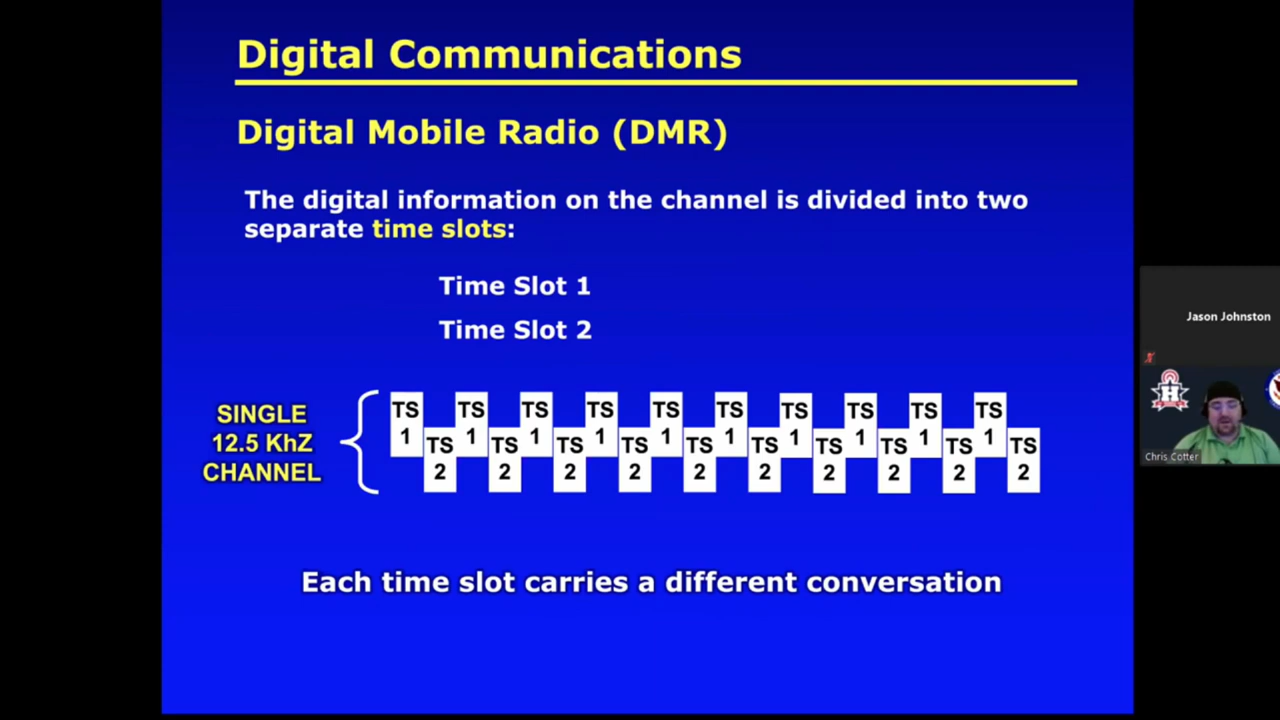 Digital Communications
Digital Mobile Radio (DMR)
The digital information on the channel is divided into two
separate time slots:
Time Slot 1
Time Slot 2
SINGLE
12.5 KhZ
CHANNEL
TS TS TS TS TS TS TS TS TS TS
1 1 1 1 1 1 1 1 1 1
TS TS TS TS TS TS TS TS TS TS
2 2 2 2 2 2 2 2 2 2
Each time slot carries a different conversation
Jason Johnston
H
Chris Cotter